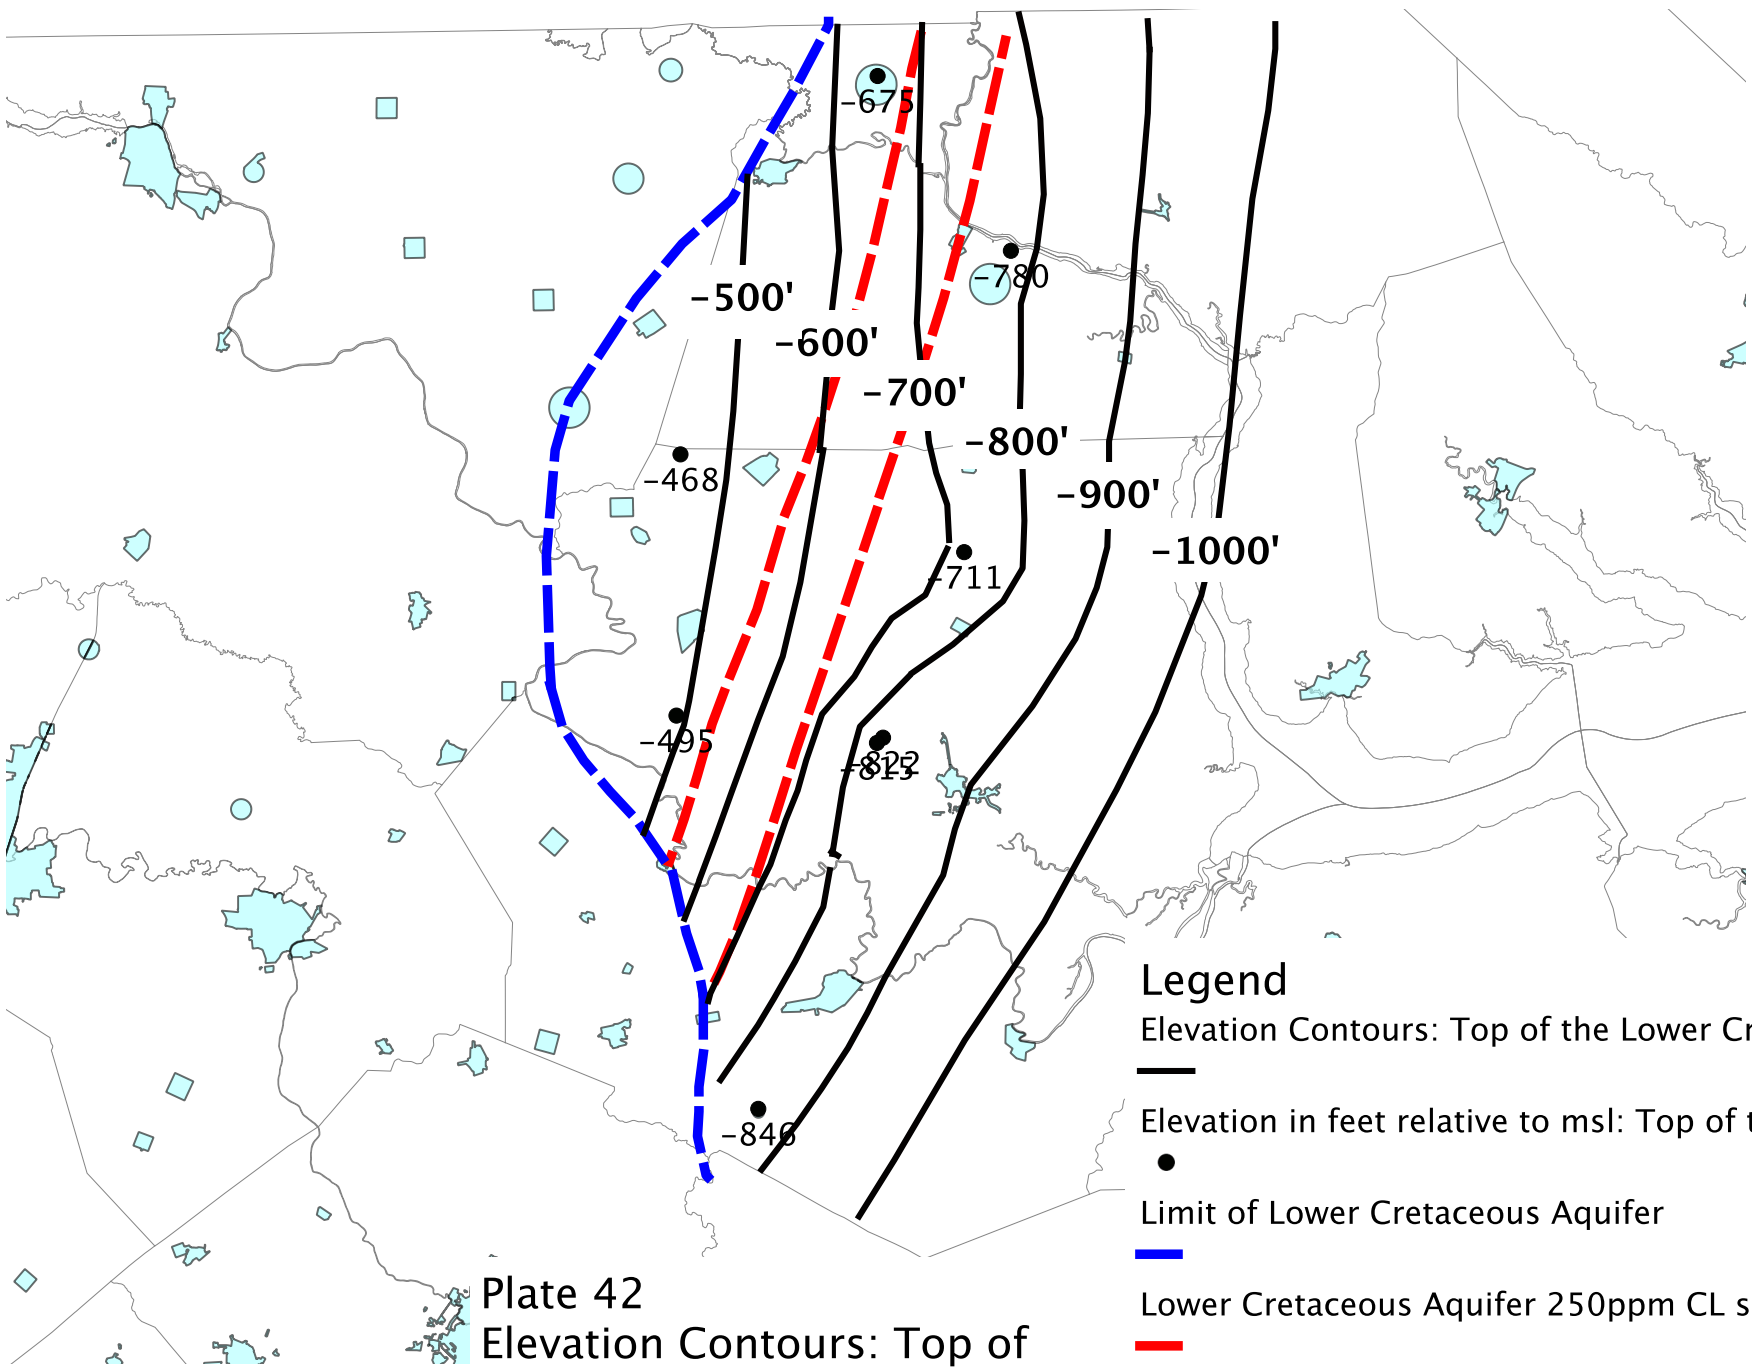 -675
-780
-500'
-600'
-700'
-800'
-468
-900'
-1000'
-711
-495
-822
-815
-846
Legend
Elevation Contours: Top of the Lower Cr
Elevation in feet relative to msl: Top of t
Limit of Lower Cretaceous Aquifer
Lower Cretaceous Aquifer 250ppm CL s
Plate 42
Elevation Contours: Top of